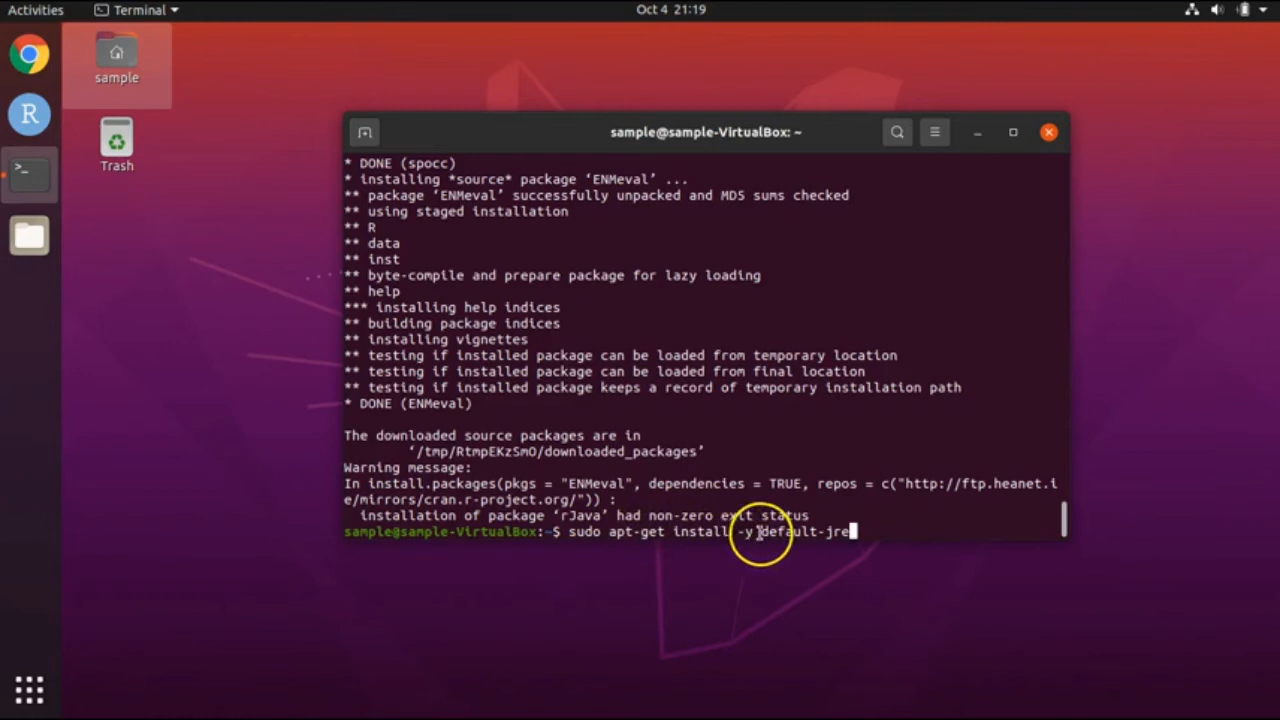 Activities
Terminal
Oct 4 21:19
R
sample
Trash
>_
sample@sample-VirtualBox: ~
* DONE (spocc)
* installing *source* package ‘ENMeval’ ...
** package ‘ENMeval’ successfully unpacked and MD5 sums checked
** using staged installation
** R
** data
** inst
** byte-compile and prepare package for lazy loading
** help
*** installing help indices
** building package indices
** installing vignettes
** testing if installed package can be loaded from temporary location
** testing if installed package can be loaded from final location
** testing if installed package keeps a record of temporary installation path
* DONE (ENMeval)
The downloaded source packages are in
‘/tmp/RtmpEKzSmO/downloaded_packages’
Warning message:
In install.packages(pkgs = "ENMeval", dependencies = TRUE, repos = c("http://ftp.heanet.i
e/mirrors/cran.r-project.org/")) :
installation of package ‘rJava’ had non-zero exit status
sample@sample-VirtualBox:~$ sudo apt-get install -y default-jre